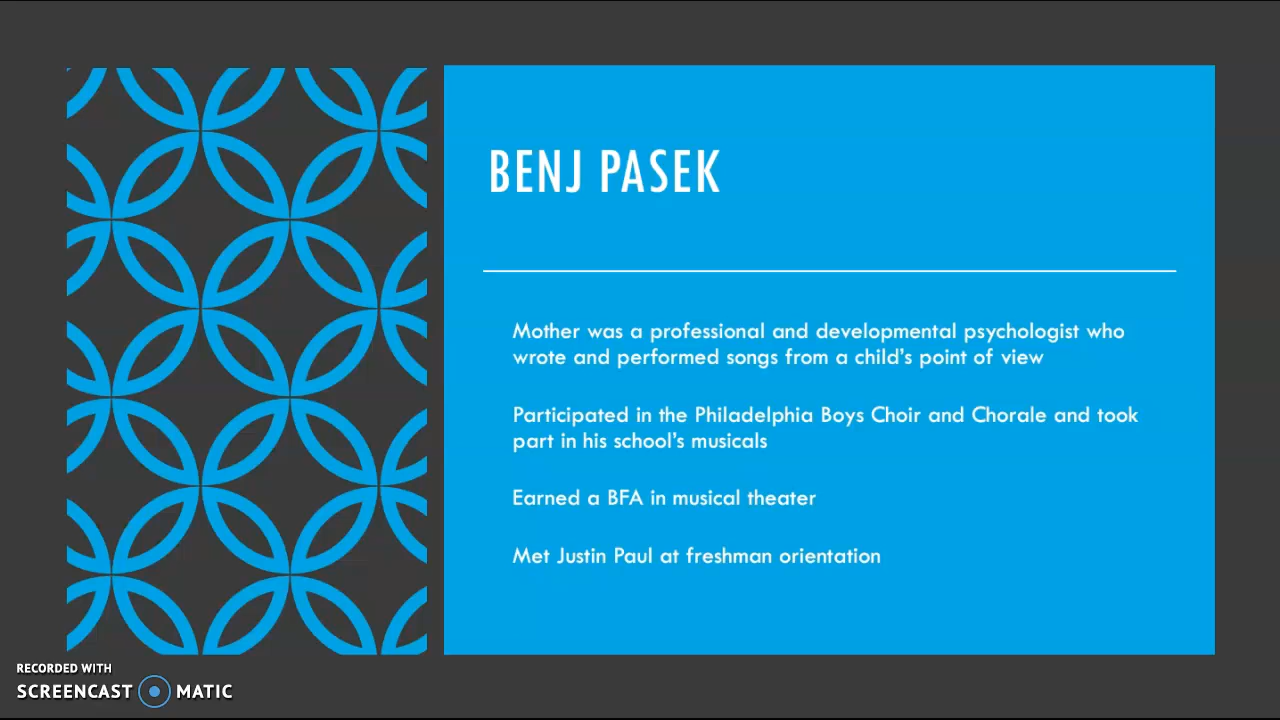 BENJ PASEK
Mother was a professional and developmental psychologist who
wrote and performed songs from a child's point of view
Participated in the Philadelphia Boys Choir and Chorale and took
part in his school's musicals
Earned a BFA in musical theater
Met Justin Paul at freshman orientation
RECORDED WITH
SCREENCAST MATIC